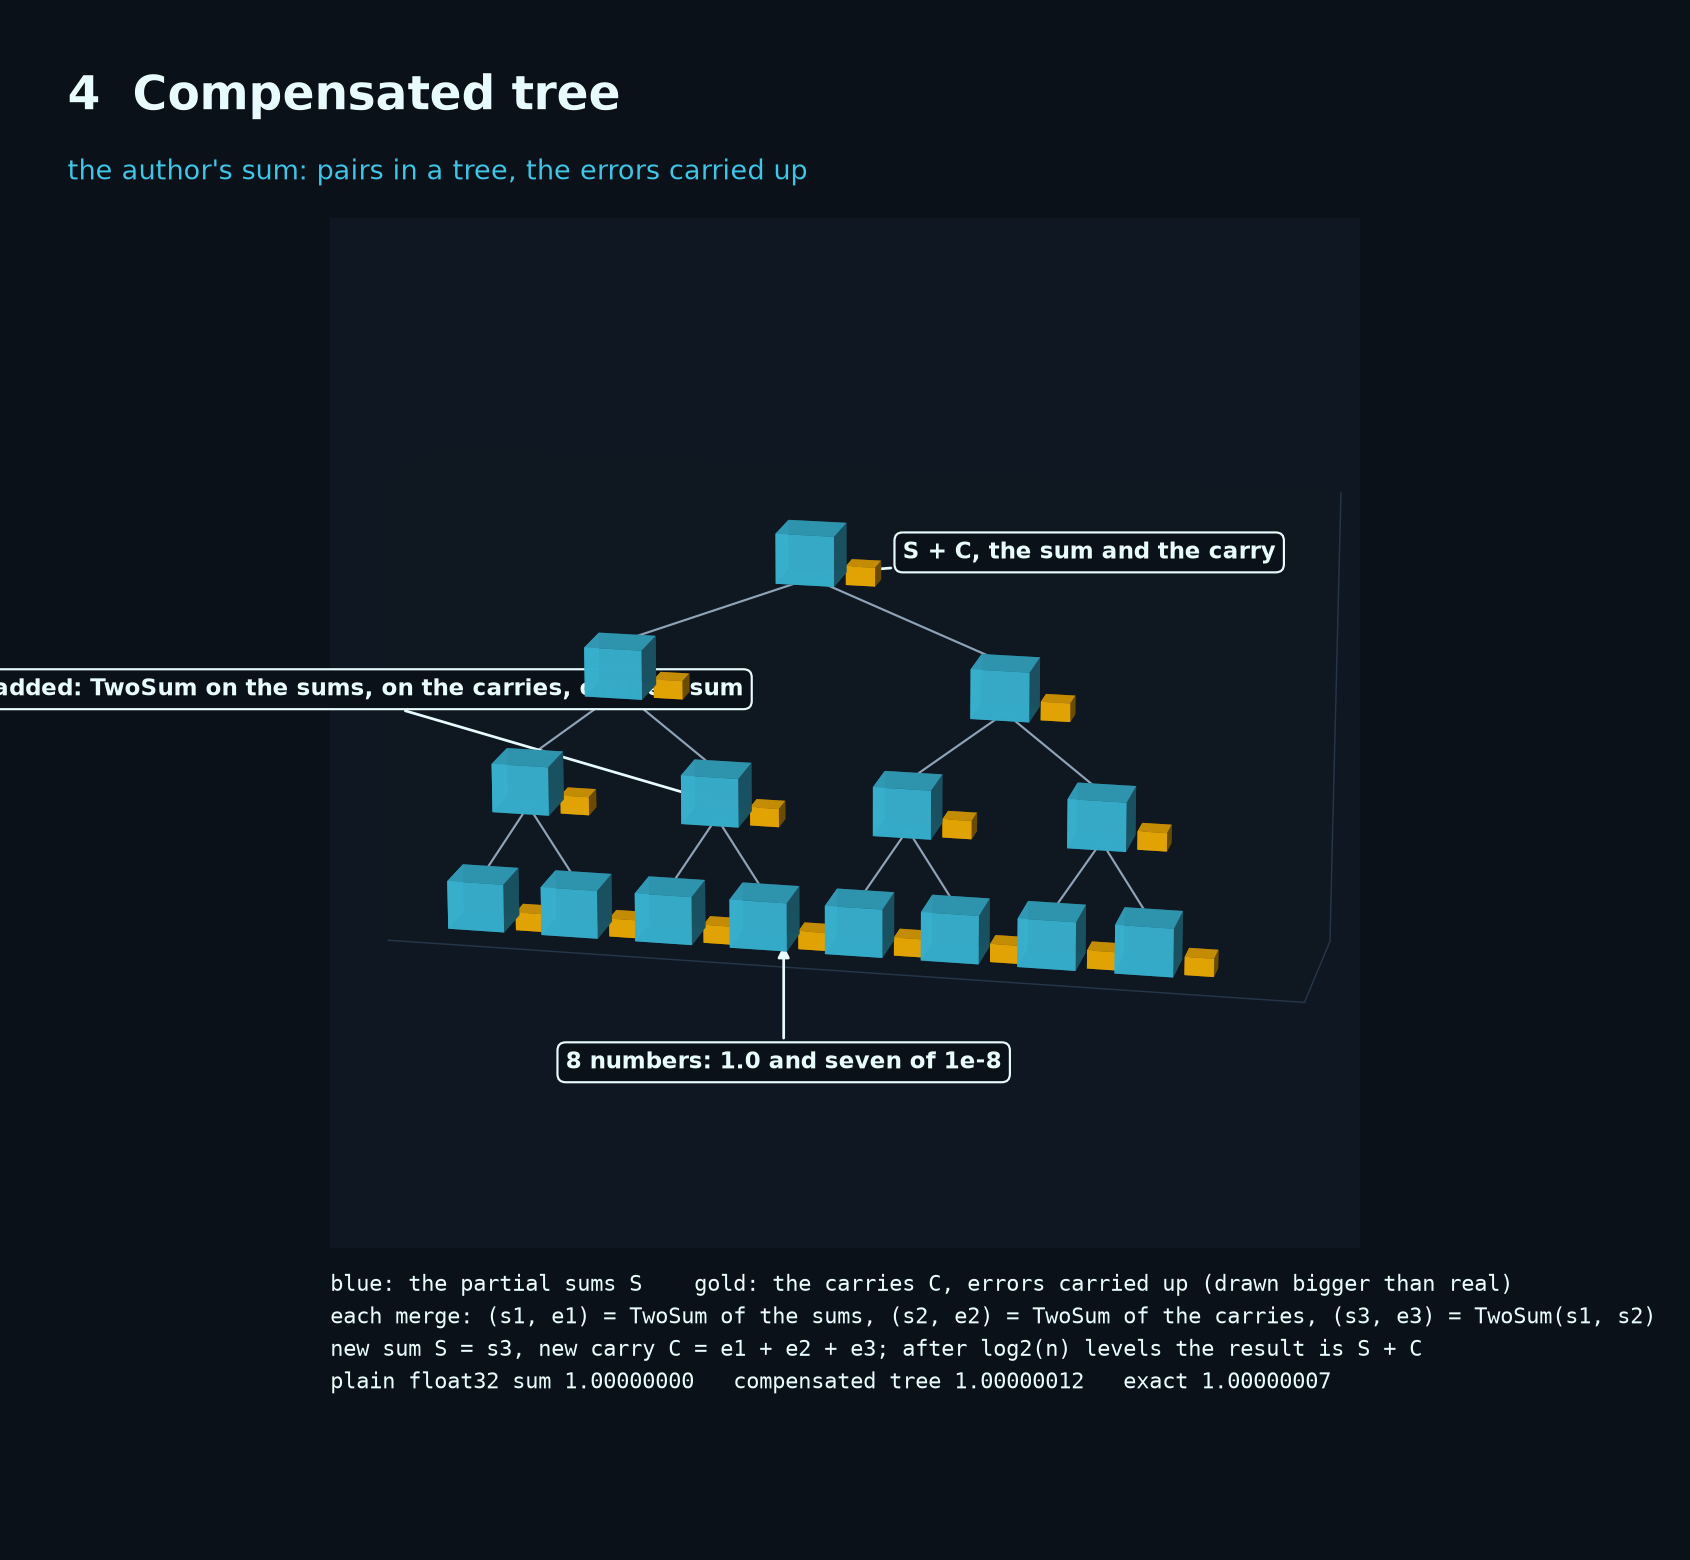 4 Compensated tree
the author's sum: pairs in a tree, the errors carried up
S + C, the sum and the carry
added: TwoSum on the sums, on the carries, sum
8 numbers: 1.0 and seven of 1e-8
blue: the partial sums S gold: the carries C, errors carried up (drawn bigger than real)
each merge: (s1, e1) = TwoSum of the sums, (s2, e2) = TwoSum of the carries, (s3, e3) = TwoSum(s1, s2)
new sum S = s3, new carry C = e1 + e2 + e3; after log2(n) levels the result is S + C
plain float32 sum 1.00000000 compensated tree 1.00000012 exact 1.00000007